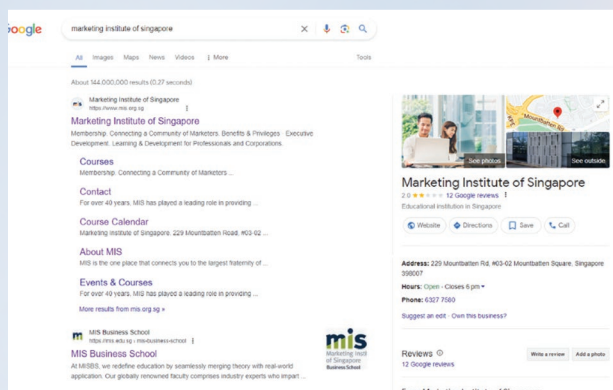 Google
marketing institute of singapore
All Images Maps News Videos More Tools
About 144,000,000 results (0.27 seconds)
Marketing Institute of Singapore
https://www.mis.org.sg
Marketing Institute of Singapore
Membership. Connecting a Community of Marketers. Benefits & Privileges · Executive
Development. Learning & Development for Professionals and Corporations.
Courses
Membership. Connecting a Community of Marketers ...
Contact
For over 40 years, MIS has played a leading role in providing ...
Course Calendar
Marketing Institute of Singapore. 229 Mountbatten Road, #03-02 ...
About MIS
MIS is the one place that connects you to the largest fraternity of ...
Events & Courses
For over 40 years, MIS has played a leading role in providing ...
More results from mis.org.sg »
MIS Business School
https://mis.edu.sg › mis-business-school
MIS Business School
At MISBS, we redefine education by seamlessly merging theory with real-world
application. Our globally renowned faculty comprises industry experts who impart ...
mis
Marketing Insti
of Singapore
Business School
Mountbatten Rd
See photos
See outside
Marketing Institute of Singapore
2.0 12 Google reviews
Educational institution in Singapore
Website Directions Save Call
Address: 229 Mountbatten Rd, #03-02 Mountbatten Square, Singapore
398007
Hours: Open · Closes 6 pm
Phone: 6327 7580
Suggest an edit · Own this business?
Reviews
Write a review Add a photo
12 Google reviews